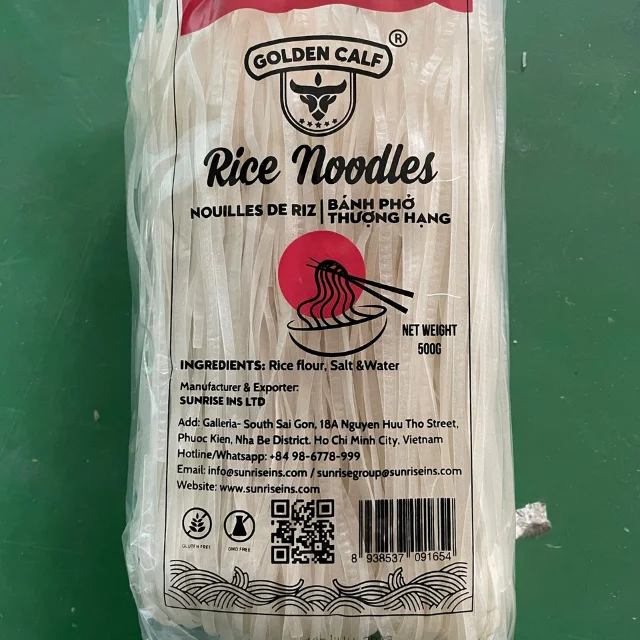 GOLDEN CALF ®
Rice Noodles
NOUILLES DE RIZ | BÁNH PHỞ
THƯỢNG HẠNG
NET WEIGHT
500G
INGREDIENTS: Rice flour, Salt &Water
Manufacturer & Exporter:
SUNRISE INS LTD
Add: Galleria- South Sai Gon, 18A Nguyen Huu Tho Street,
Phuoc Kien, Nha Be District. Ho Chi Minh City. Vietnam
Hotline/Whatsapp: +84 98-6778-999
Email: info@sunriseins.com / sunrisegroup@sunriseins.com
Website: www.sunriseins.com
GLUTEN FREE
GMO FREE
8 938537 091654